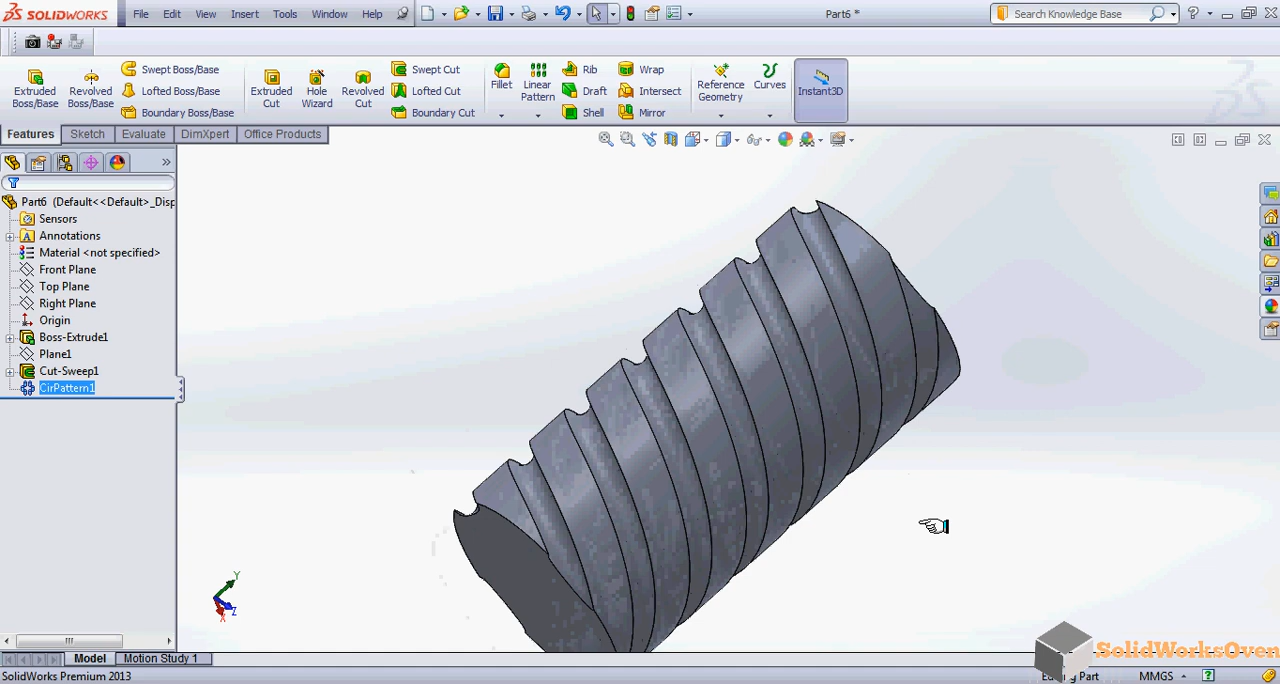 SOLIDWORKS File Edit View Insert Tools Window Help Part6 * Search Knowledge Base
Extruded Boss/Base Revolved Boss/Base Swept Boss/Base Lofted Boss/Base Boundary Boss/Base Extruded Cut Hole Wizard Revolved Cut Swept Cut Lofted Cut Boundary Cut Fillet Linear Pattern Rib Draft Shell Wrap Intersect Mirror Reference Geometry Curves Instant3D
Features Sketch Evaluate DimXpert Office Products
Part6 (Default<<Default>_Disp
Sensors
Annotations
Material <not specified>
Front Plane
Top Plane
Right Plane
Origin
Boss-Extrude1
Plane1
Cut-Sweep1
CirPattern1
Y
Z
X
SolidWorksOven
Model Motion Study 1
SolidWorks Premium 2013 MMGS